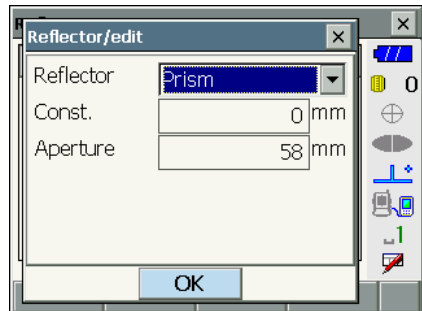 Reflector/edit
Reflector Prism
Const. 0 mm
Aperture 58 mm
OK
0
1